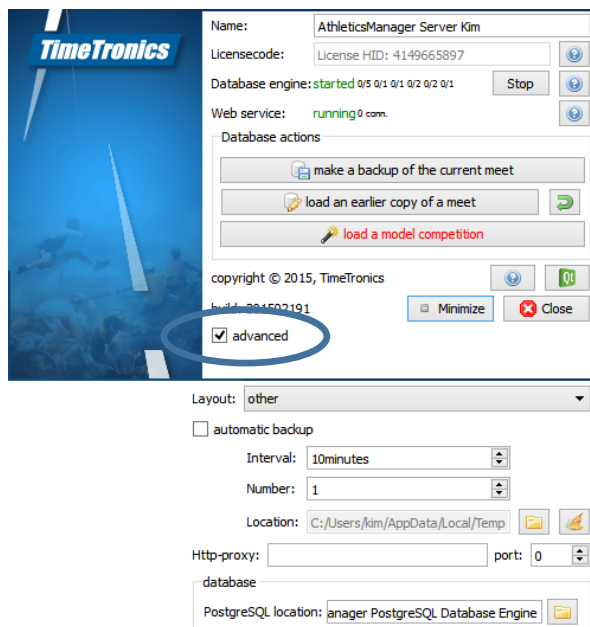 TimeTronics
Name: AthleticsManager Server Kim
Licensecode: License HID: 4149665897
Database engine: started 0/5 0/1 0/1 0/2 0/2 0/1 Stop
Web service: running 0 conn.
Database actions
make a backup of the current meet
load an earlier copy of a meet
load a model competition
copyright © 2015, TimeTronics Qt
build: 201502191 Minimize Close
advanced
Layout: other
automatic backup
Interval: 10minutes
Number: 1
Location: C:/Users/kim/AppData/Local/Temp
Http-proxy: port: 0
database
PostgreSQL location: anager PostgreSQL Database Engine